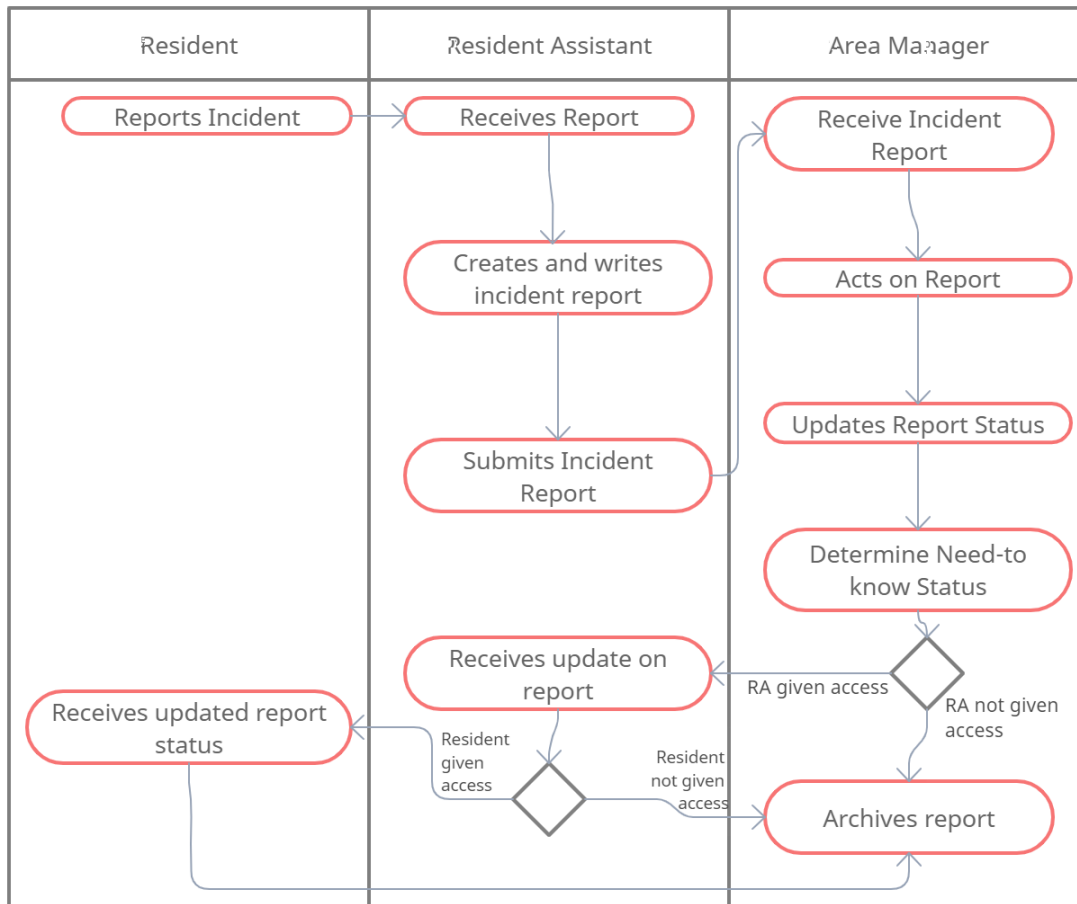 Resident
Resident Assistant
Area Manager
Reports Incident
Receives Report
Receive Incident
Report
Creates and writes
incident report
Acts on Report
Submits Incident
Report
Updates Report Status
Determine Need-to
know Status
Receives update on
report
RA given access
RA not given
access
Receives updated report
status
Resident
given
access
Resident
not given
access
Archives report